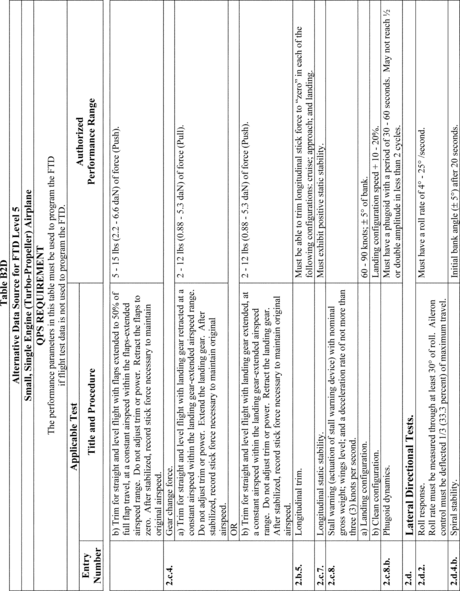 Table B2D
Alternative Data Source for FTD Level 5
Small, Single Engine (Turbo-Propeller) Airplane
QPS REQUIREMENT
The performance parameters in this table must be used to program the FTD
if flight test data is not used to program the FTD.
Applicable Test
Authorized
Performance Range
Entry
Number
Title and Procedure
b) Trim for straight and level flight with flaps extended to 50% of
full flap travel, at a constant airspeed within the flaps-extended
airspeed range. Do not adjust trim or power. Retract the flaps to
zero. After stabilized, record stick force necessary to maintain
original airspeed.
5 - 15 lbs (2.2 - 6.6 daN) of force (Push).
2.c.4.
Gear change force.
a) Trim for straight and level flight with landing gear retracted at a
constant airspeed within the landing gear-extended airspeed range.
Do not adjust trim or power. Extend the landing gear. After
stabilized, record stick force necessary to maintain original
airspeed.
2 - 12 lbs (0.88 - 5.3 daN) of force (Pull).
OR
b) Trim for straight and level flight with landing gear extended, at
a constant airspeed within the landing gear-extended airspeed
range. Do not adjust trim or power. Retract the landing gear.
After stabilized, record stick force necessary to maintain original
airspeed.
2 - 12 lbs (0.88 - 5.3 daN) of force (Push).
2.b.5.
Longitudinal trim.
Must be able to trim longitudinal stick force to “zero” in each of the
following configurations: cruise; approach; and landing.
2.c.7.
Longitudinal static stability.
Must exhibit positive static stability.
2.c.8.
Stall warning (actuation of stall warning device) with nominal
gross weight; wings level; and a deceleration rate of not more than
three (3) knots per second.
a) Landing configuration.
60 - 90 knots; ± 5° of bank.
b) Clean configuration.
Landing configuration speed + 10 - 20%.
2.c.8.b.
Phugoid dynamics.
Must have a phugoid with a period of 30 - 60 seconds. May not reach ½
or double amplitude in less than 2 cycles.
2.d.
Lateral Directional Tests.
2.d.2.
Roll response.
Roll rate must be measured through at least 30° of roll. Aileron
control must be deflected 1/3 (33.3 percent) of maximum travel.
Must have a roll rate of 4° - 25° /second.
2.d.4.b.
Spiral stability.
Initial bank angle (± 5°) after 20 seconds.